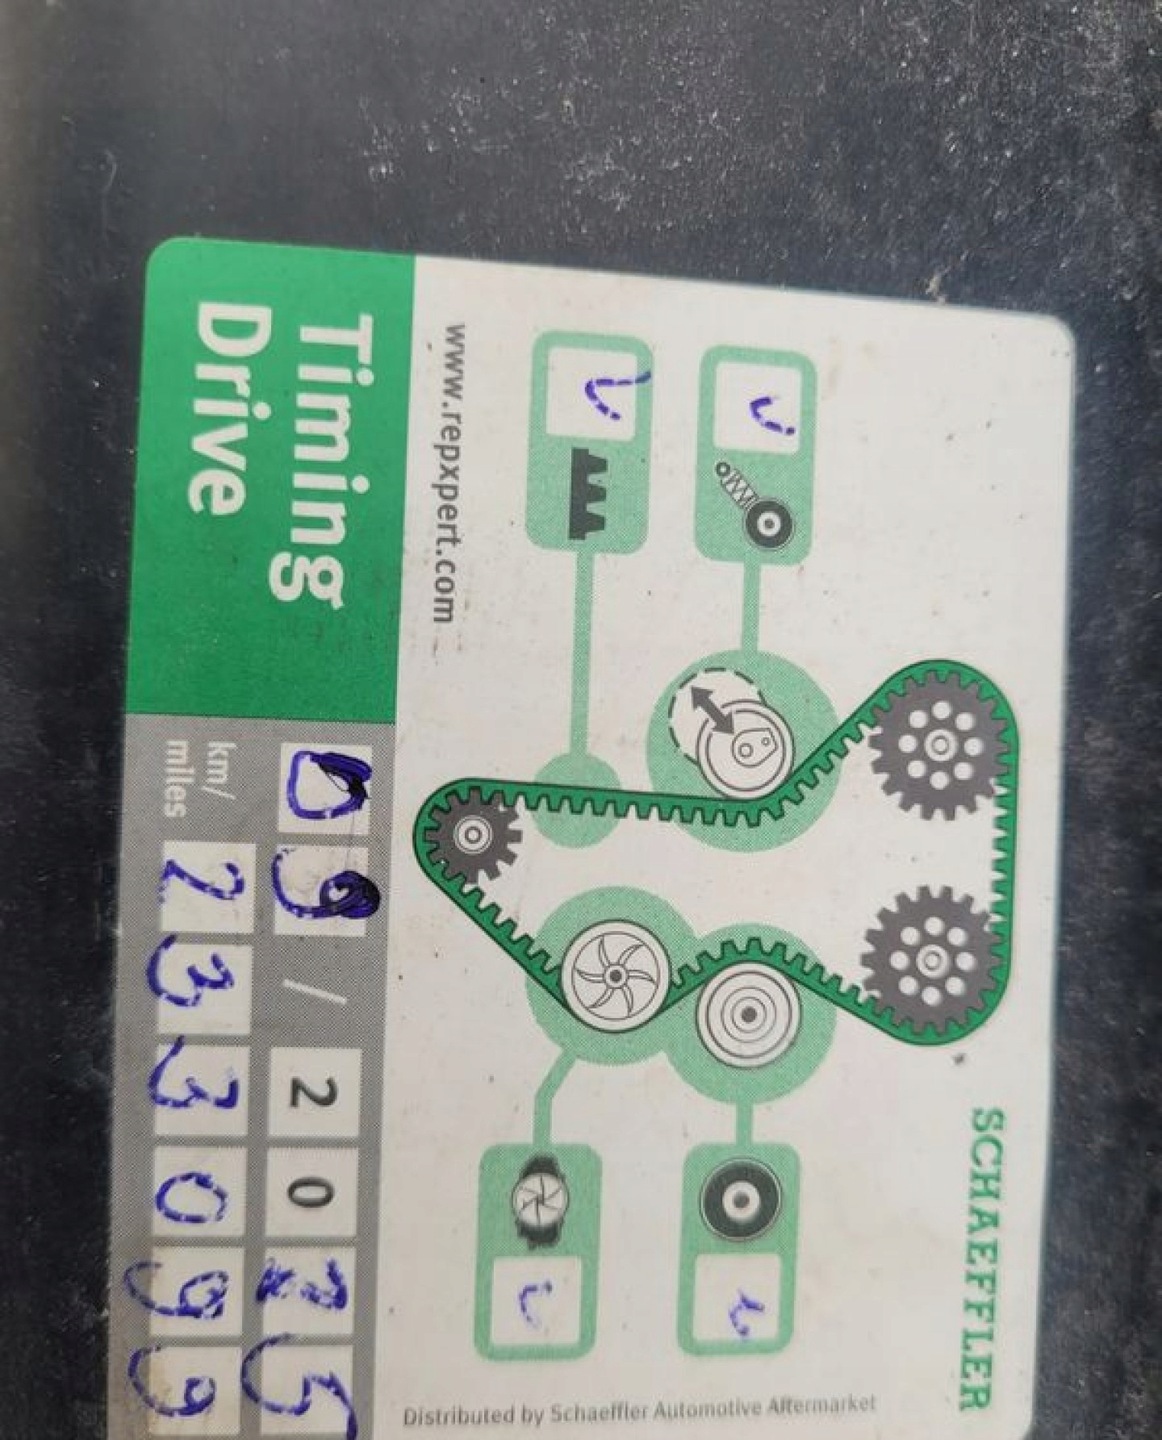 SCHAEFFLER
www.repxpert.com
Timing
Drive
09 / 2025
km/
miles
233099
Distributed by Schaeffler Automotive Aftermarket